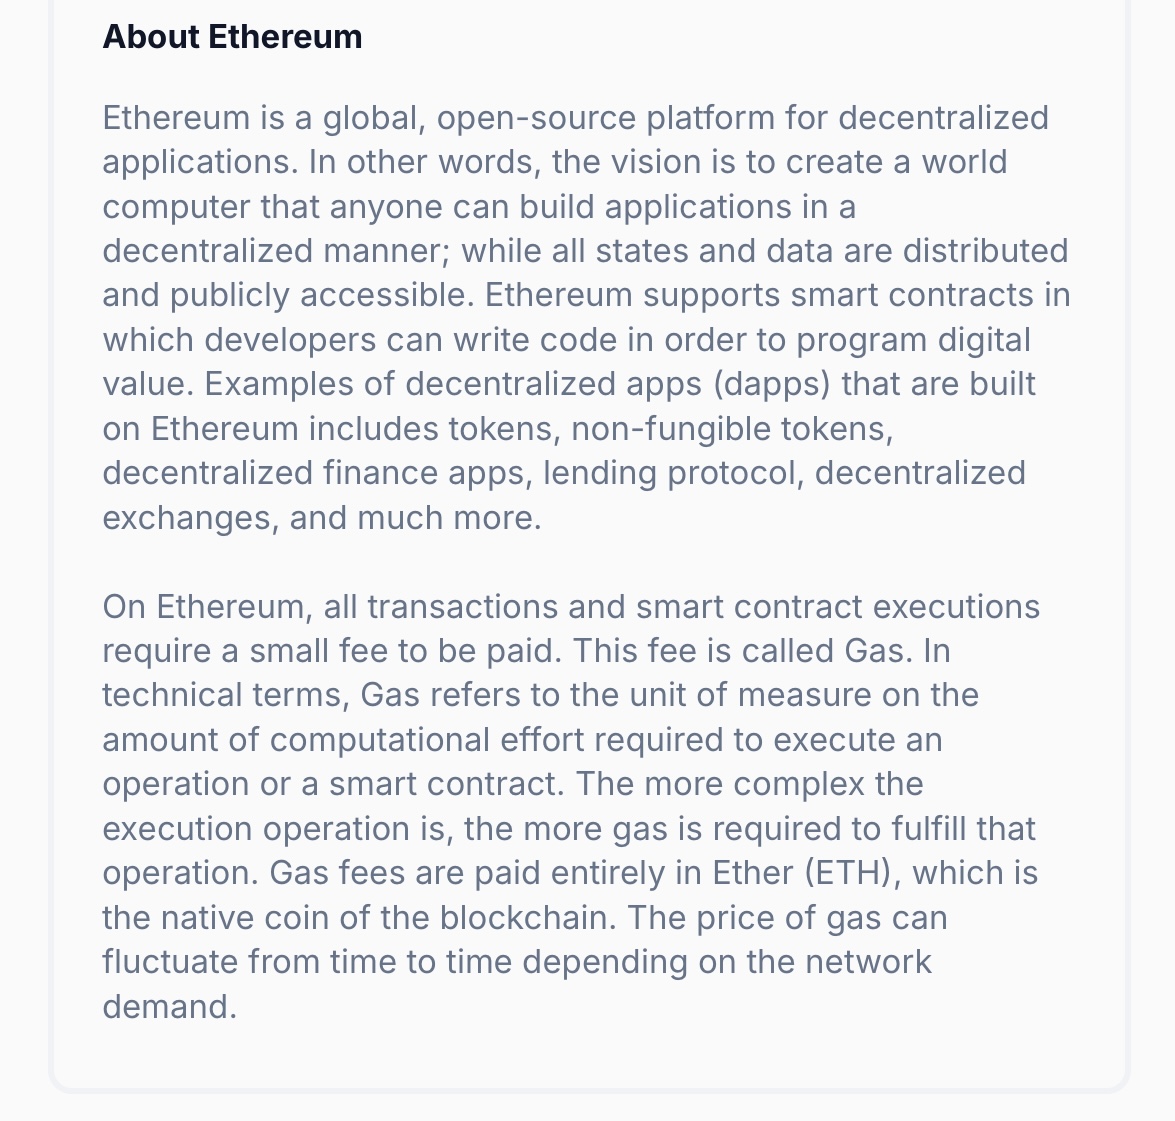 About Ethereum
Ethereum is a global, open-source platform for decentralized
applications. In other words, the vision is to create a world
computer that anyone can build applications in a
decentralized manner; while all states and data are distributed
and publicly accessible. Ethereum supports smart contracts in
which developers can write code in order to program digital
value. Examples of decentralized apps (dapps) that are built
on Ethereum includes tokens, non-fungible tokens,
decentralized finance apps, lending protocol, decentralized
exchanges, and much more.
On Ethereum, all transactions and smart contract executions
require a small fee to be paid. This fee is called Gas. In
technical terms, Gas refers to the unit of measure on the
amount of computational effort required to execute an
operation or a smart contract. The more complex the
execution operation is, the more gas is required to fulfill that
operation. Gas fees are paid entirely in Ether (ETH), which is
the native coin of the blockchain. The price of gas can
fluctuate from time to time depending on the network
demand.